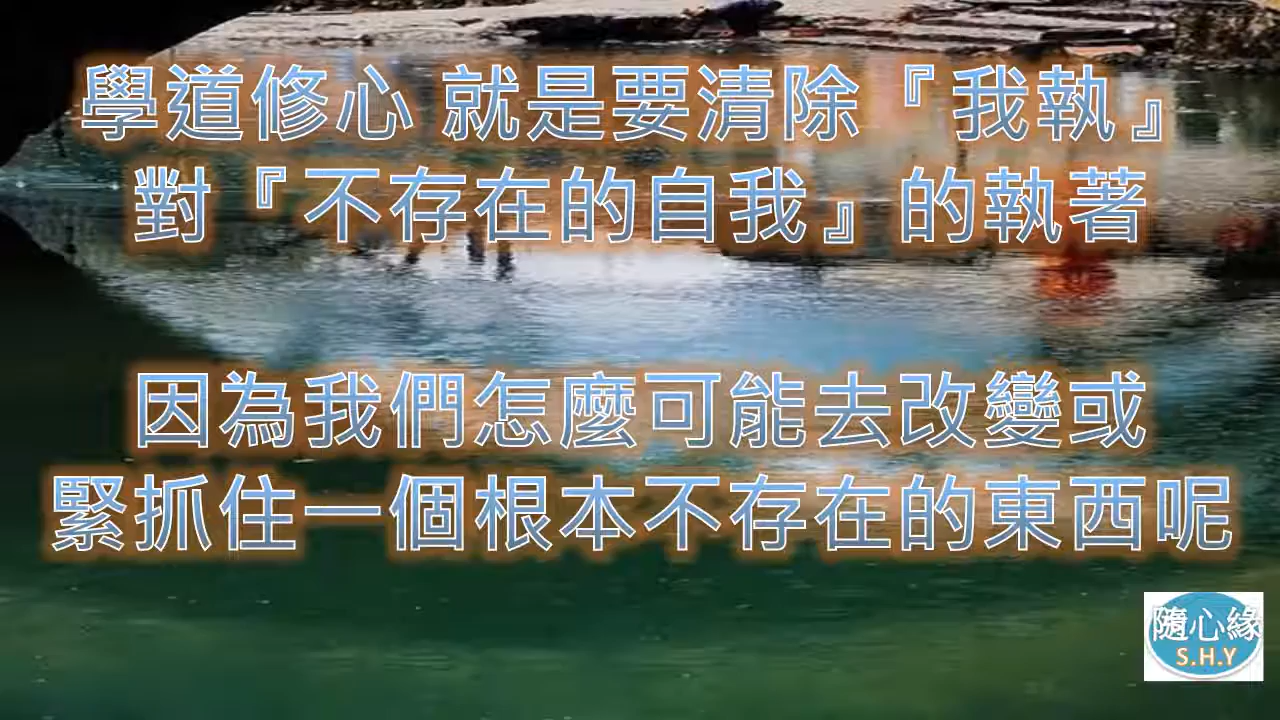 學道修心 就是要清除『我執』
對『不存在的自我』的執著
因為我們怎麼可能去改變或
緊抓住一個根本不存在的東西呢
隨心緣
S.H.Y